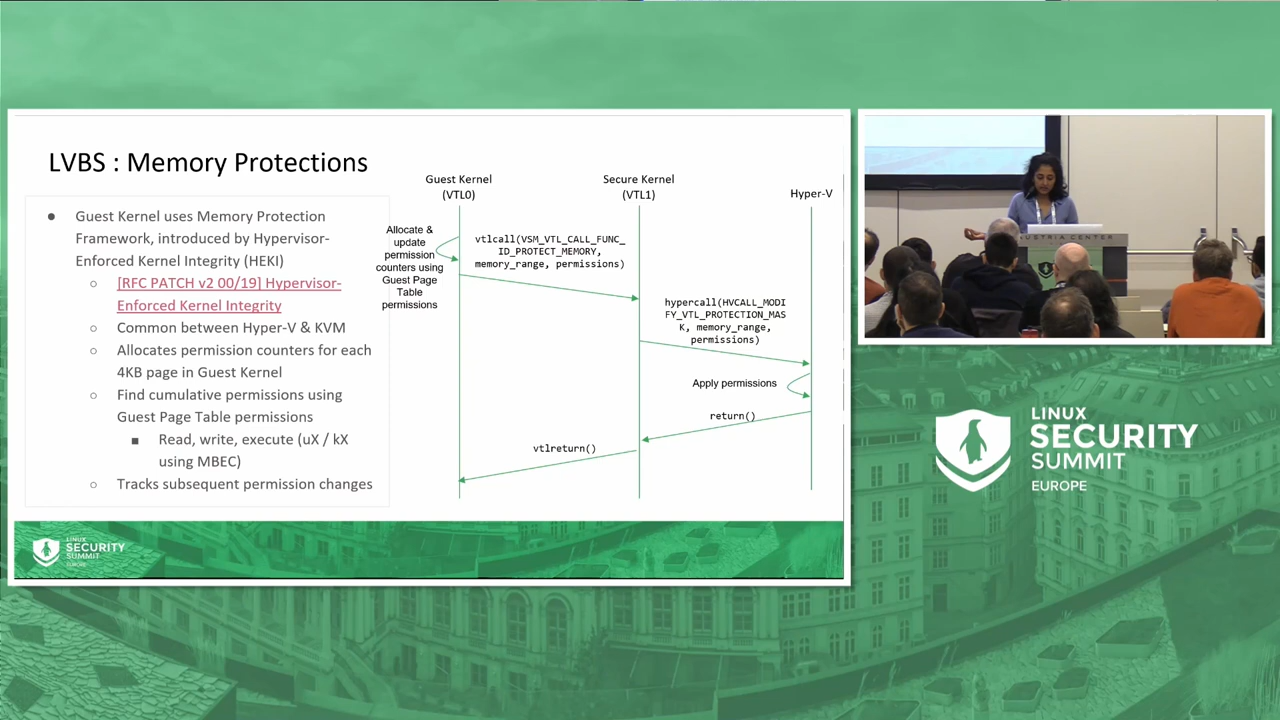 LVBS : Memory Protections
● Guest Kernel uses Memory Protection
Framework, introduced by Hypervisor-
Enforced Kernel Integrity (HEKI)
○ [RFC PATCH v2 00/19] Hypervisor-
Enforced Kernel Integrity
○ Common between Hyper-V & KVM
○ Allocates permission counters for each
4KB page in Guest Kernel
○ Find cumulative permissions using
Guest Page Table permissions
■ Read, write, execute (uX / kX
using MBEC)
○ Tracks subsequent permission changes
Guest Kernel
(VTL0)
Secure Kernel
(VTL1)
Hyper-V
Allocate &
update
permission
counters using
Guest Page
Table
permissions
vtlcall(VSM_VTL_CALL_FUNC_
ID_PROTECT_MEMORY,
memory_range, permissions)
hypercall(HVCALL_MODI
FY_VTL_PROTECTION_MAS
K, memory_range,
permissions)
Apply permissions
return()
vtlreturn()
LINUX
SECURITY
SUMMIT
EUROPE
AUSTRIA CENTER
LINUX
SECURITY
SUMMIT
EUROPE